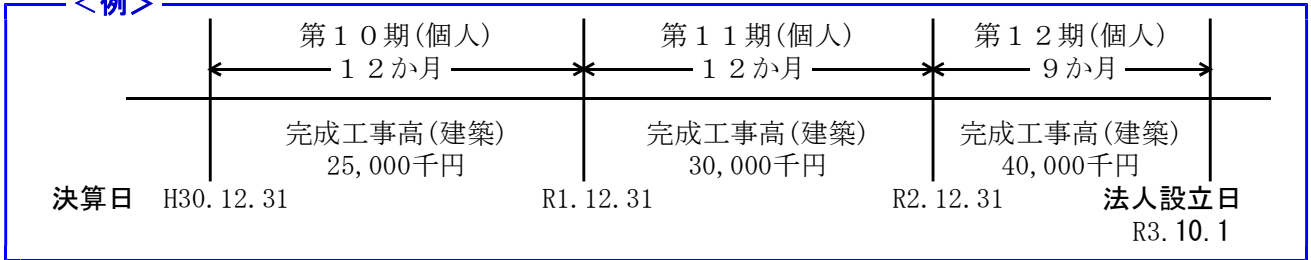 <例>
第１０期(個人)　第１１期(個人)　第１２期(個人)
１２か月　１２か月　９か月
完成工事高(建築)　完成工事高(建築)　完成工事高(建築)
25,000千円　30,000千円　40,000千円
決算日　H30.12.31　R1.12.31　R2.12.31　法人設立日
R3.10.1